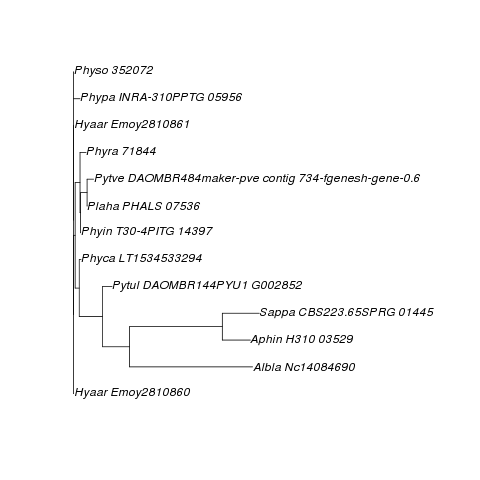 Physo 352072
Phypa INRA-310PPTG 05956
Hyaar Emoy2810861
Phyra 71844
Pytve DAOMBR484maker-pve contig 734-fgenesh-gene-0.6
Plaha PHALS 07536
Phyin T30-4PITG 14397
Phyca LT1534533294
Pytul DAOMBR144PYU1 G002852
Sappa CBS223.65SPRG 01445
Aphin H310 03529
Albla Nc14084690
Hyaar Emoy2810860